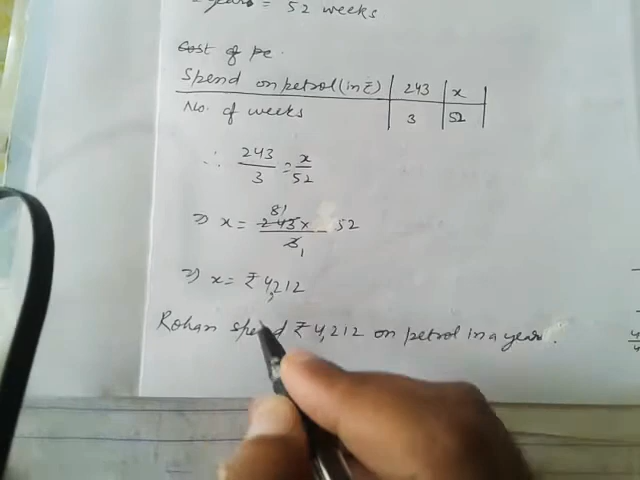 year = 52 weeks
Cost of pe.
Spend on petrol (in ₹) | 243 | x
No. of weeks | 3 | 52
∴ 243/3 = x/52
⇒ x = 243 x 52 / 3
81
1
⇒ x = ₹ 4,212
Rohan spend ₹ 4,212 on petrol in a year.